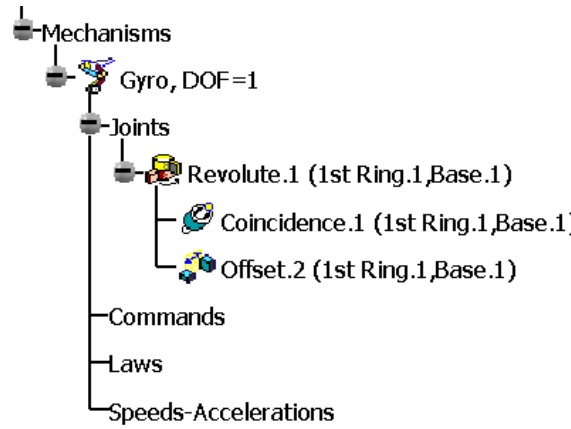 Mechanisms
Gyro, DOF=1
Joints
Revolute.1 (1st Ring.1,Base.1)
Coincidence.1 (1st Ring.1,Base.1)
Offset.2 (1st Ring.1,Base.1)
Commands
Laws
Speeds-Accelerations